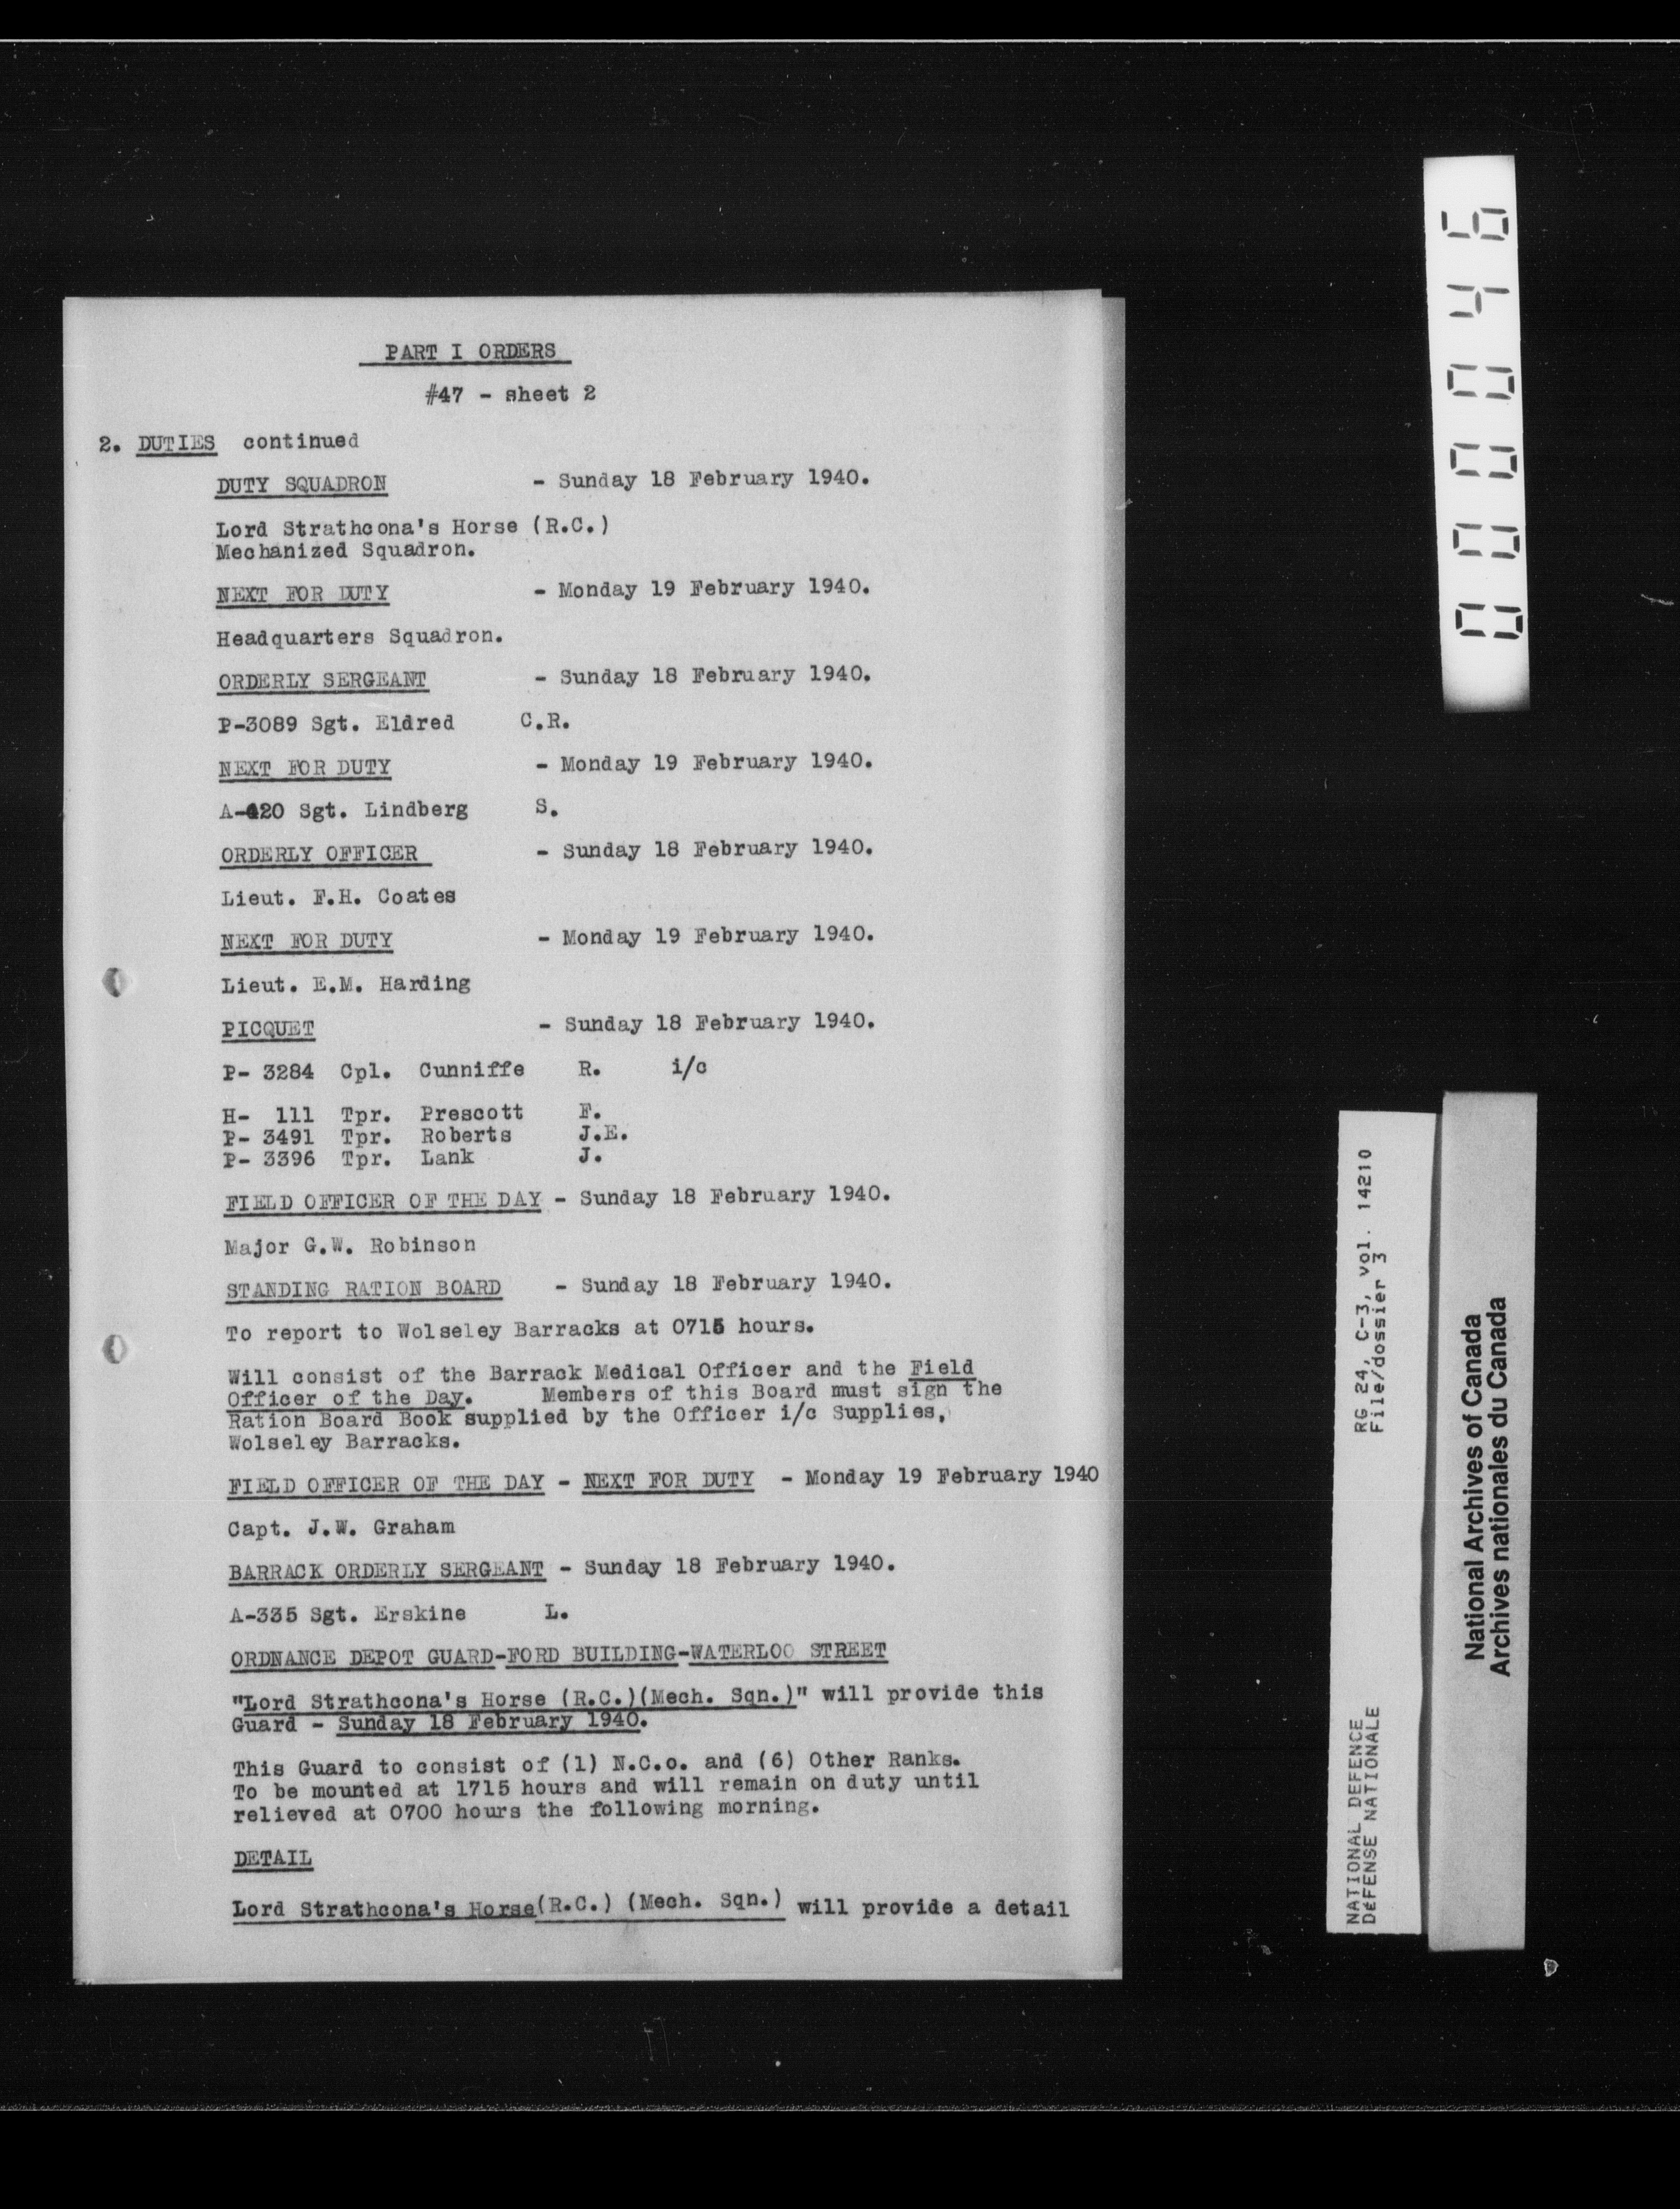 PART I ORDERS
#47 - sheet 2
2. DUTIES continued
DUTY SQUADRON - Sunday 18 February 1940.
Lord Strathcona's Horse (R.C.)
Mechanized Squadron.
NEXT FOR DUTY - Monday 19 February 1940.
Headquarters Squadron.
ORDERLY SERGEANT - Sunday 18 February 1940.
P-3089 Sgt. Eldred C.R.
NEXT FOR DUTY - Monday 19 February 1940.
A-420 Sgt. Lindberg S.
ORDERLY OFFICER - Sunday 18 February 1940.
Lieut. F.H. Coates
NEXT FOR DUTY - Monday 19 February 1940.
Lieut. E.M. Harding
PICQUET - Sunday 18 February 1940.
P- 3284 Cpl. Cunniffe R. i/c
H- 111 Tpr. Prescott F.
P- 3491 Tpr. Roberts J.E.
P- 3396 Tpr. Lank J.
FIELD OFFICER OF THE DAY - Sunday 18 February 1940.
Major G.W. Robinson
STANDING RATION BOARD - Sunday 18 February 1940.
To report to Wolseley Barracks at 0715 hours.
Will consist of the Barrack Medical Officer and the Field
Officer of the Day. Members of this Board must sign the
Ration Board Book supplied by the Officer i/c Supplies,
Wolseley Barracks.
FIELD OFFICER OF THE DAY - NEXT FOR DUTY - Monday 19 February 1940
Capt. J.W. Graham
BARRACK ORDERLY SERGEANT - Sunday 18 February 1940.
A-335 Sgt. Erskine L.
ORDNANCE DEPOT GUARD-FORD BUILDING-WATERLOO STREET
"Lord Strathcona's Horse (R.C.)(Mech. Sqn.)" will provide this
Guard - Sunday 18 February 1940.
This Guard to consist of (1) N.C.o. and (6) Other Ranks.
To be mounted at 1715 hours and will remain on duty until
relieved at 0700 hours the following morning.
DETAIL
Lord Strathcona's Horse(R.C.) (Mech. Sqn.) will provide a detail
000046
NATIONAL DEFENCE RG 24, C-3, vol. 14210
DÉFENSE NATIONALE File/dossier 3
National Archives of Canada
Archives nationales du Canada